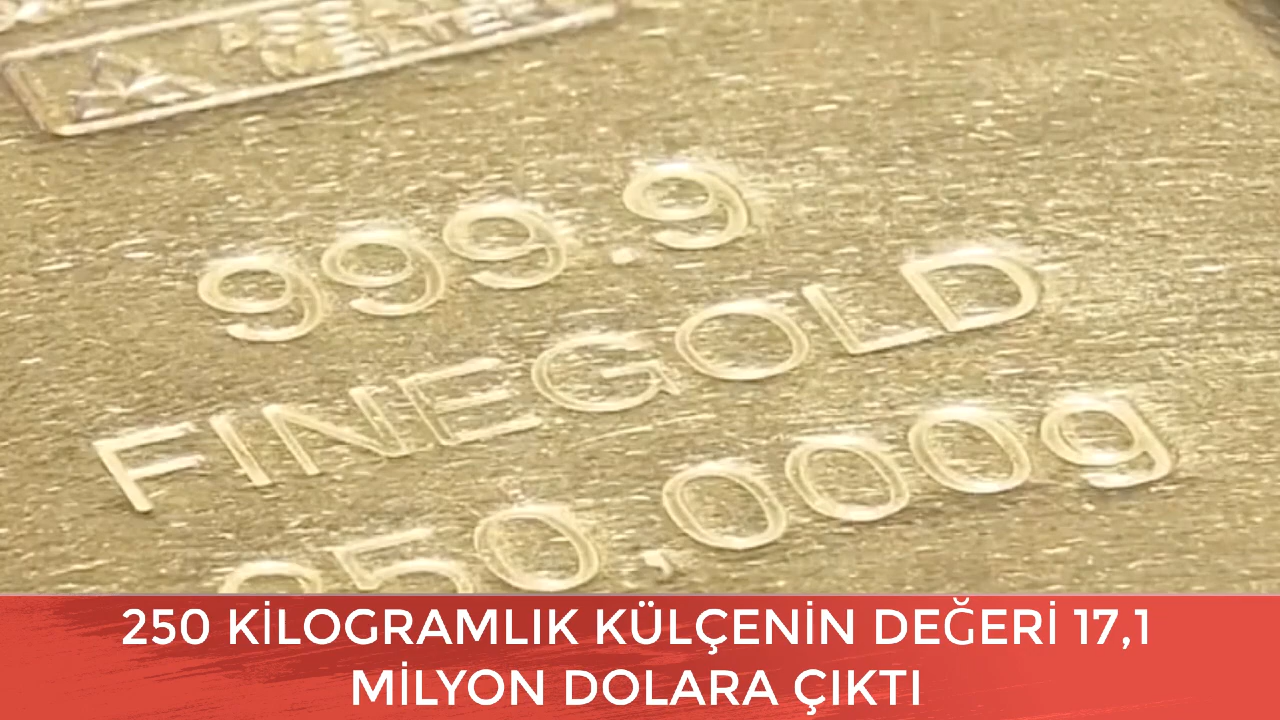 999.9
FINEGOLD
250.000g
250 KİLOGRAMLIK KÜLÇENİN DEĞERİ 17,1
MİLYON DOLARA ÇIKTI